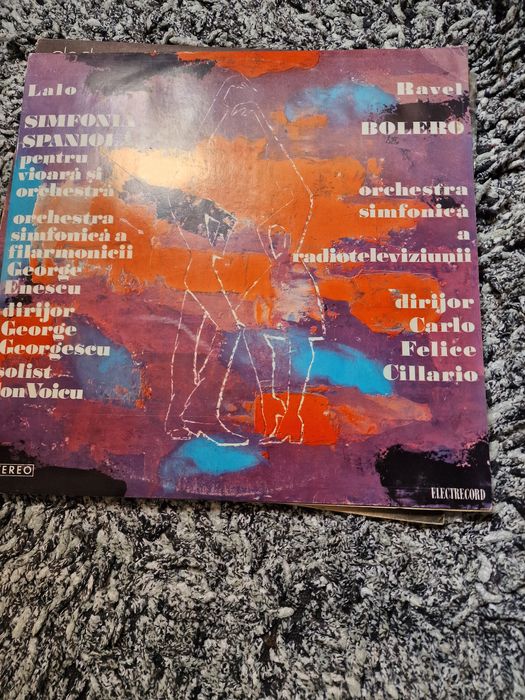 Lalo
SIMFONIA
SPANIOLĂ
pentru
vioară și
orchestră
orchestra
simfonică a
filarmonicii
George
Enescu
dirijor
George
Georgescu
solist
Ion Voicu
Ravel
BOLERO
orchestra
simfonică
a
radioteleviziunii
dirijor
Carlo
Felice
Cillario
STEREO
ELECTRECORD